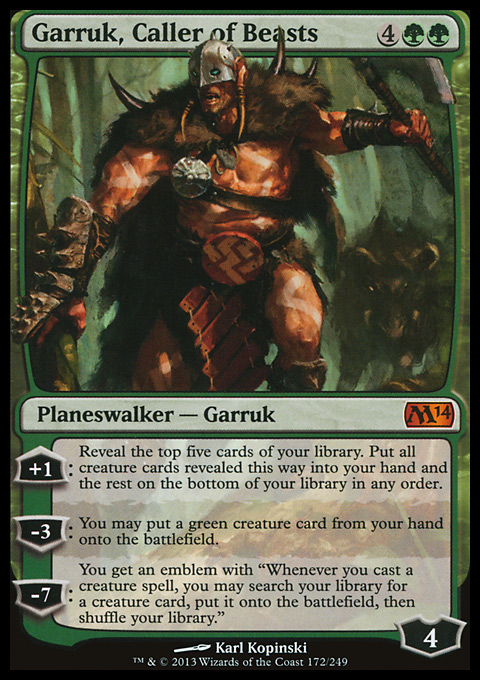 Garruk, Caller of Beasts 4
Planeswalker — Garruk M14
+1: Reveal the top five cards of your library. Put all
creature cards revealed this way into your hand and
the rest on the bottom of your library in any order.
-3: You may put a green creature card from your hand
onto the battlefield.
-7: You get an emblem with “Whenever you cast a
creature spell, you may search your library for
a creature card, put it onto the battlefield, then
shuffle your library.”
4
Karl Kopinski
™ & © 2013 Wizards of the Coast 172/249